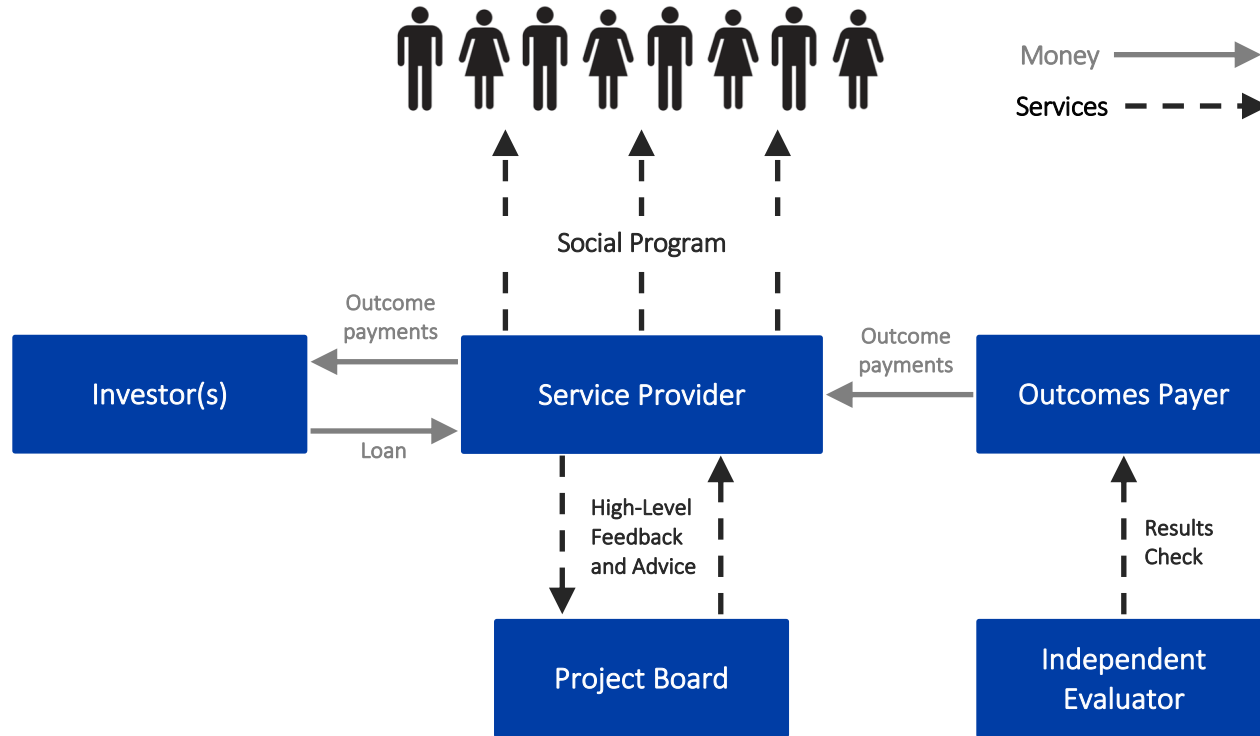 Money
Services
Social Program
Outcome
payments
Outcome
payments
Investor(s)
Service Provider
Outcomes Payer
Loan
High-Level
Feedback
and Advice
Results
Check
Project Board
Independent
Evaluator